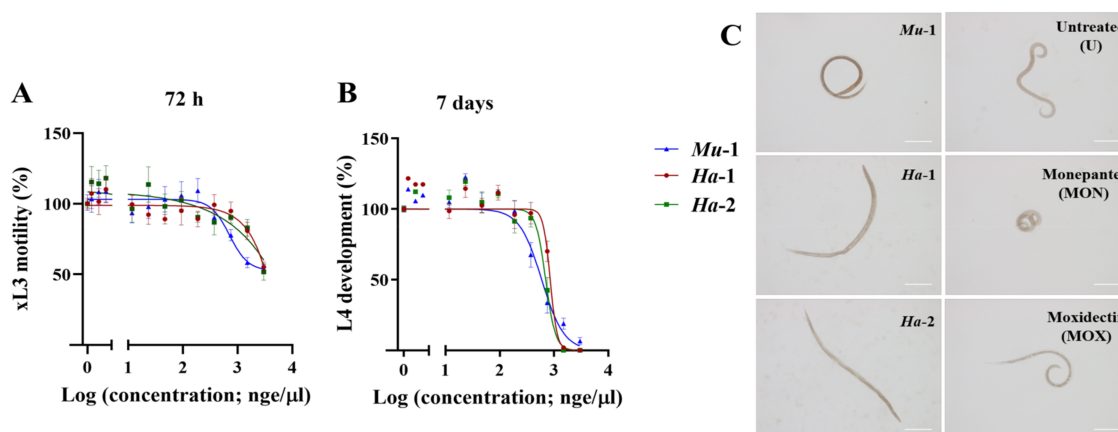 A
72 h
xL3 motility (%)
150
100
50
0
1
2
3
4
Log (concentration; nge/µl)
B
7 days
L4 development (%)
150
100
50
0
1
2
3
4
Log (concentration; nge/µl)
Mu-1
Ha-1
Ha-2
C
Mu-1
Untreate
(U)
Ha-1
Monepante
(MON)
Ha-2
Moxidectin
(MOX)